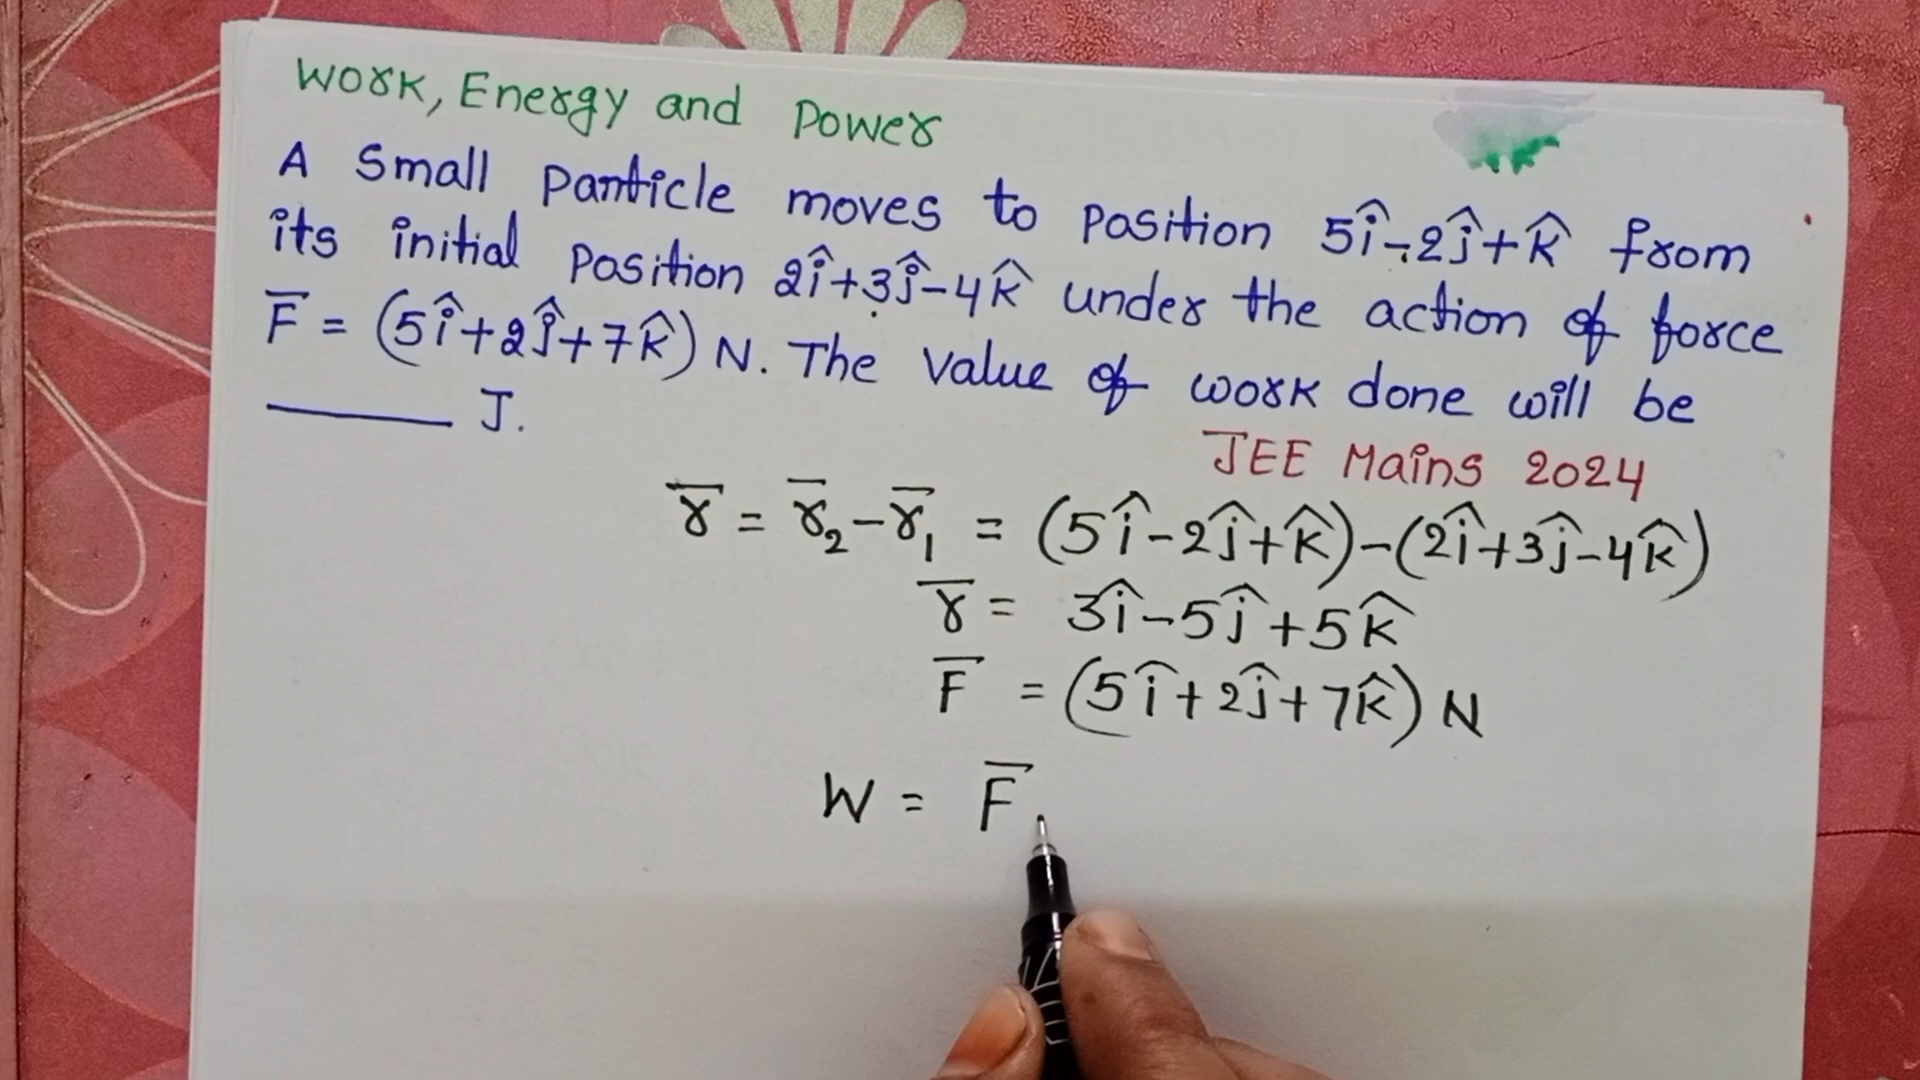 Work, Energy and Power
A small particle moves to position 5î-2ĵ+k̂ from
its initial position 2î+3ĵ-4k̂ under the action of force
F̅ = (5î+2ĵ+7k̂) N. The value of work done will be
_____ J.
JEE Mains 2024
r̅ = r̅₂-r̅₁ = (5î-2ĵ+k̂)-(2î+3ĵ-4k̂)
r̅ = 3î-5ĵ+5k̂
F̅ = (5î+2ĵ+7k̂) N
W = F̅.